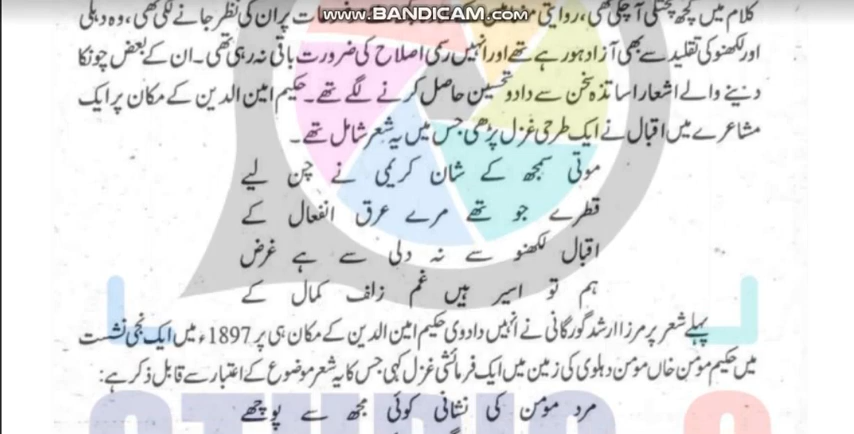 کلام میں کچھ پختگی آ چکی تھی، روایتی پر ان کی نظر جانے لگی تھی، وہ دہلی
www.BANDICAM.com
اور لکھنو کی تقلید سے بھی آزاد ہو رہے تھے اور انہیں رسمی اصلاح کی ضرورت باقی نہ رہی تھی۔ ان کے بعض چونکا
دینے والے اشعار اساتذہ سخن سے داد و تحسین حاصل کرنے لگے تھے۔ حکیم امین الدین کے مکان پر ایک
مشاعرے میں اقبال نے ایک طرحی غزل پڑھی جس میں یہ شعر شامل تھے۔
موتی سمجھ کے شان کریمی نے چن لیے
قطرے جو تھے مرے عرق انفعال کے
اقبال لکھنو سے نہ دلی سے ہے غرض
ہم تو اسیر ہیں غم زلف کمال کے
پہلے شعر پر مرزا ارشد گورگانی نے انہیں داد دی حکیم امین الدین کے مکان ہی پر 1897ء میں ایک نجی نشست
میں حکیم مومن خاں مومن دہلوی کی زمین میں ایک فرمائشی غزل کہی جس کا یہ شعر موضوع کے اعتبار سے قابل ذکر ہے:
مرد مومن کی نشانی کوئی مجھ سے پوچھے